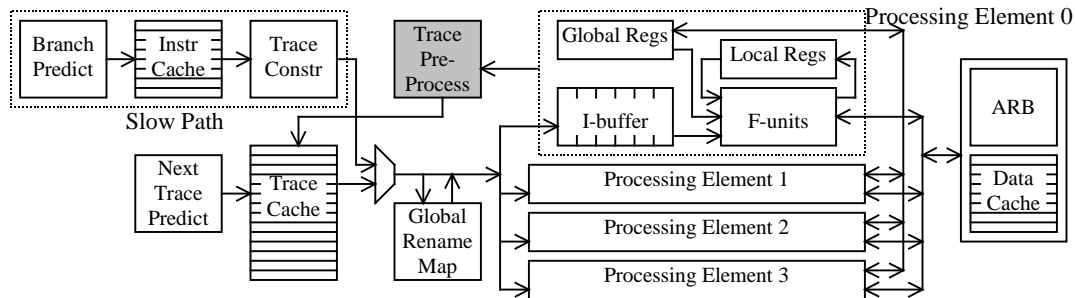 Processing Element 0
Branch
Predict
Instr
Cache
Trace
Constr
Slow Path
Trace
Pre-
Process
Global Regs
Local Regs
I-buffer
F-units
ARB
Data
Cache
Next
Trace
Predict
Trace
Cache
Global
Rename
Map
Processing Element 1
Processing Element 2
Processing Element 3